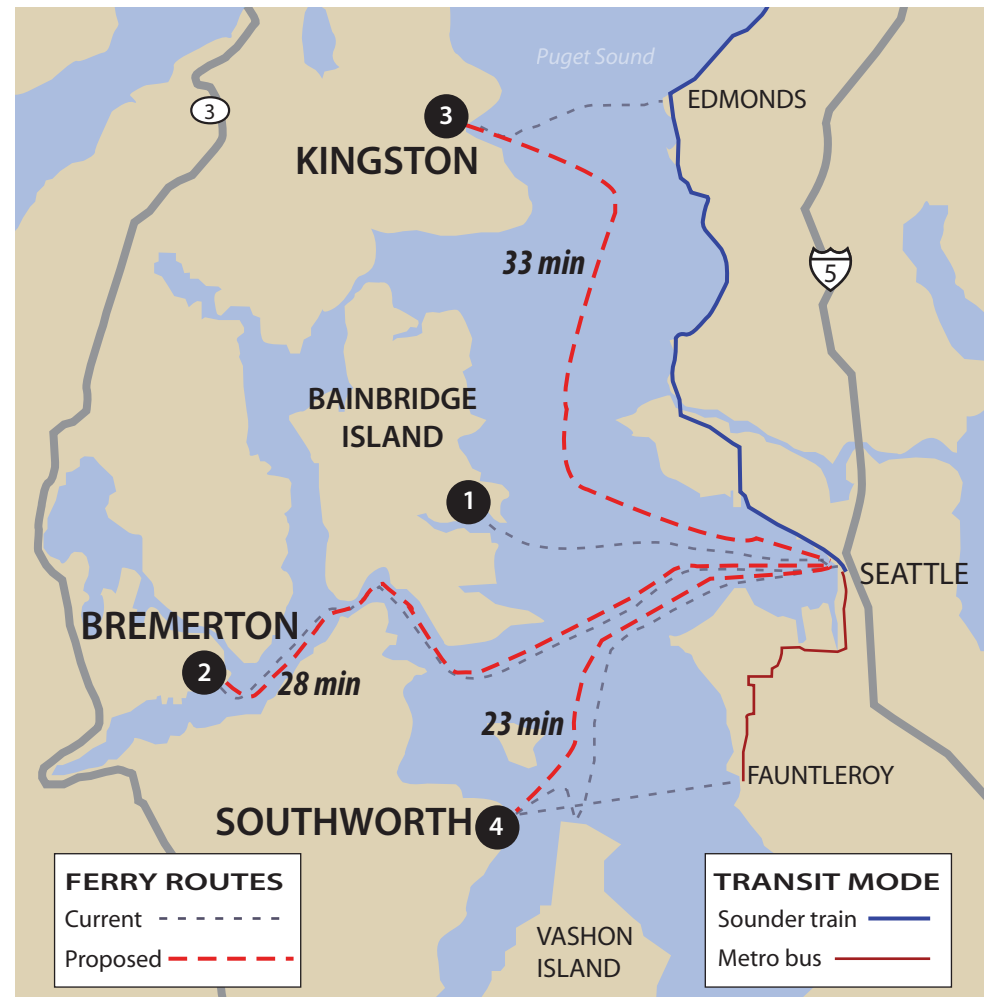 Puget Sound
EDMONDS
3
3
KINGSTON
33 min
5
BAINBRIDGE
ISLAND
1
SEATTLE
BREMERTON
2
28 min
23 min
FAUNTLEROY
SOUTHWORTH
4
FERRY ROUTES
Current
Proposed
VASHON
ISLAND
TRANSIT MODE
Sounder train
Metro bus